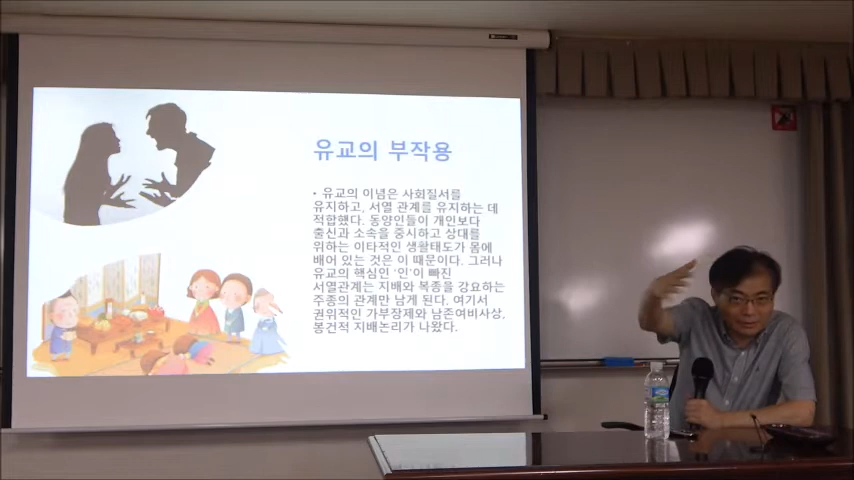 유교의 부작용
• 유교의 이념은 사회질서를
유지하고, 서열 관계를 유지하는 데
적합했다. 동양인들이 개인보다
출신과 소속을 중시하고 상대를
위하는 이타적인 생활태도가 몸에
배어 있는 것은 이 때문이다. 그러나
유교의 핵심인 '인'이 빠진
서열관계는 지배와 복종을 강요하는
주종의 관계만 남게 된다. 여기서
권위적인 가부장제와 남존여비사상,
봉건적 지배논리가 나왔다.